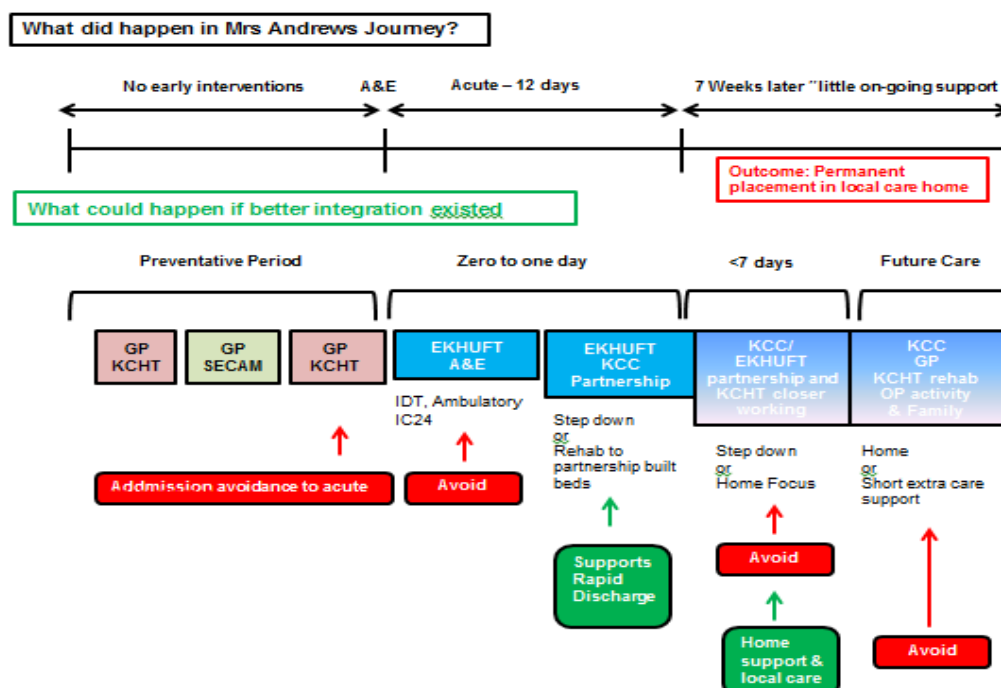 What did happen in Mrs Andrews Journey?
No early interventions
A&E
Acute – 12 days
7 Weeks later "little on-going support
Outcome: Permanent
placement in local care home
What could happen if better integration existed
Preventative Period
Zero to one day
<7 days
Future Care
GP
KCHT
GP
SECAM
GP
KCHT
EKHUFT
A&E
EKHUFT
KCC
Partnership
KCC/
EKHUFT
partnership and
KCHT closer
working
KCC
GP
KCHT rehab
OP activity
& Family
IDT, Ambulatory
IC24
Step down
or
Rehab to
partnership built
beds
Step down
or
Home Focus
Home
or
Short extra care
support
Addmission avoidance to acute
Avoid
Supports
Rapid
Discharge
Avoid
Home
support &
local care
Avoid